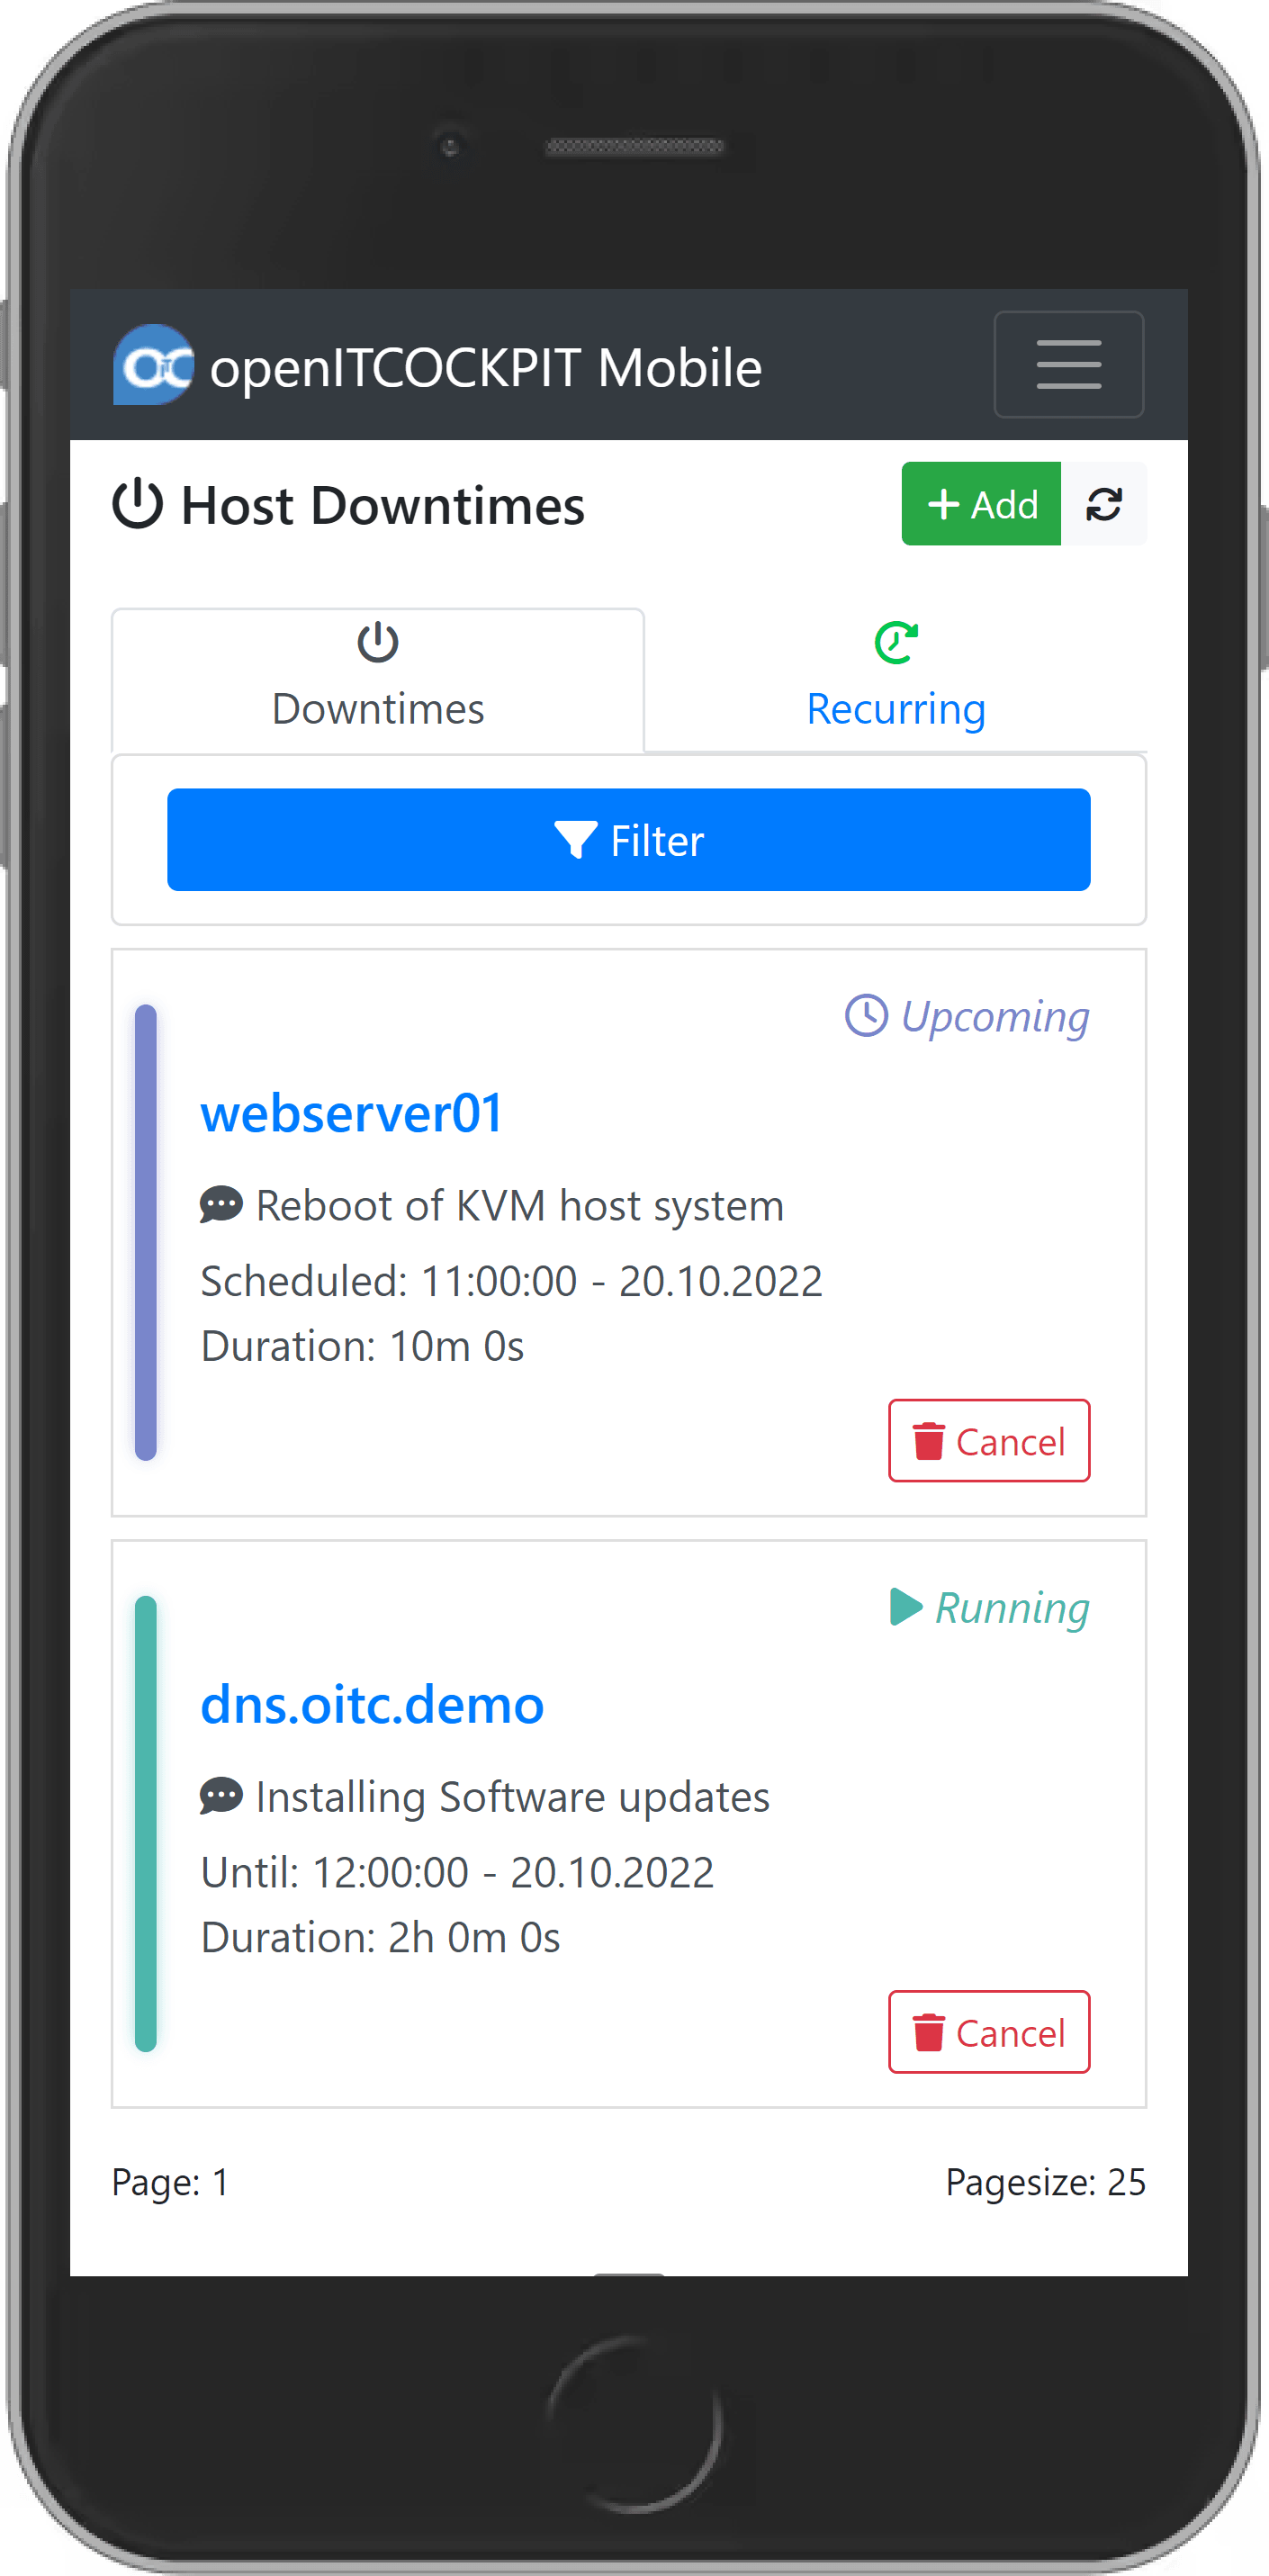 openITCOCKPIT Mobile
Host Downtimes
Add
Downtimes
Recurring
Filter
Upcoming
webserver01
Reboot of KVM host system
Scheduled: 11:00:00 - 20.10.2022
Duration: 10m 0s
Cancel
Running
dns.oitc.demo
Installing Software updates
Until: 12:00:00 - 20.10.2022
Duration: 2h 0m 0s
Cancel
Page: 1
Pagesize: 25